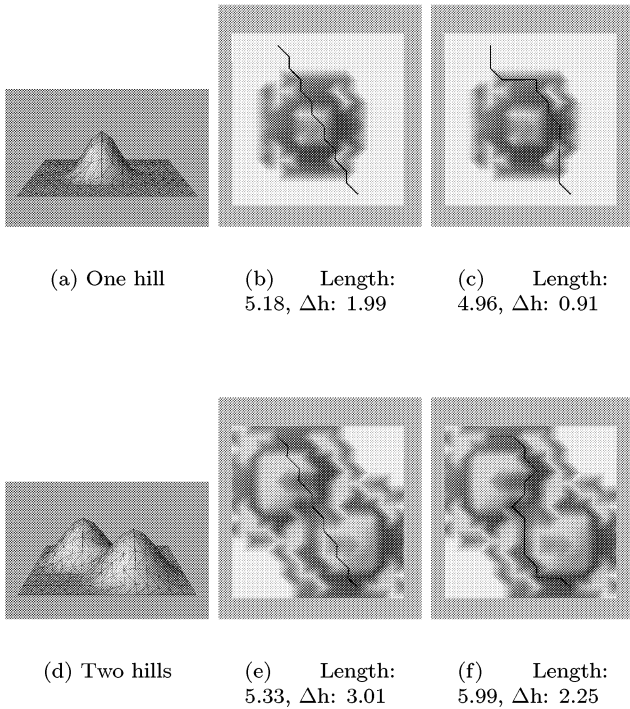 (a) One hill
(b) Length:
5.18, Δh: 1.99
(c) Length:
4.96, Δh: 0.91
(d) Two hills
(e) Length:
5.33, Δh: 3.01
(f) Length:
5.99, Δh: 2.25